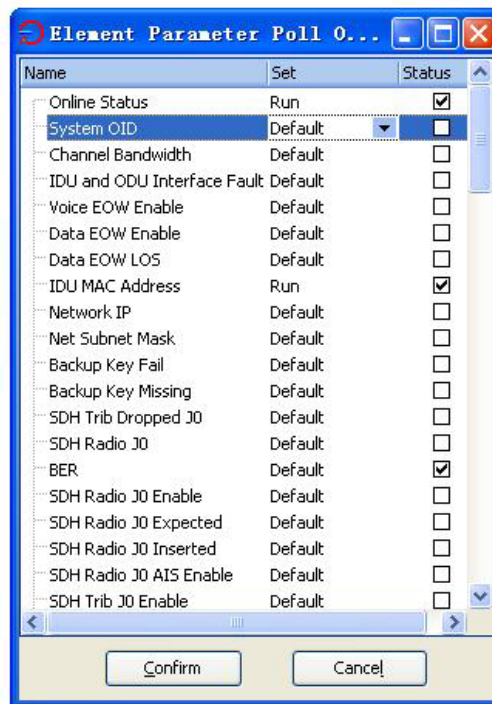 Element Parameter Poll O...
Name Set Status
Online Status Run
System OID Default
Channel Bandwidth Default
IDU and ODU Interface Fault Default
Voice EOW Enable Default
Data EOW Enable Default
Data EOW LOS Default
IDU MAC Address Run
Network IP Default
Net Subnet Mask Default
Backup Key Fail Default
Backup Key Missing Default
SDH Trib Dropped J0 Default
SDH Radio J0 Default
BER Default
SDH Radio J0 Enable Default
SDH Radio J0 Expected Default
SDH Radio J0 Inserted Default
SDH Radio J0 AIS Enable Default
SDH Trib J0 Enable Default
Confirm Cancel